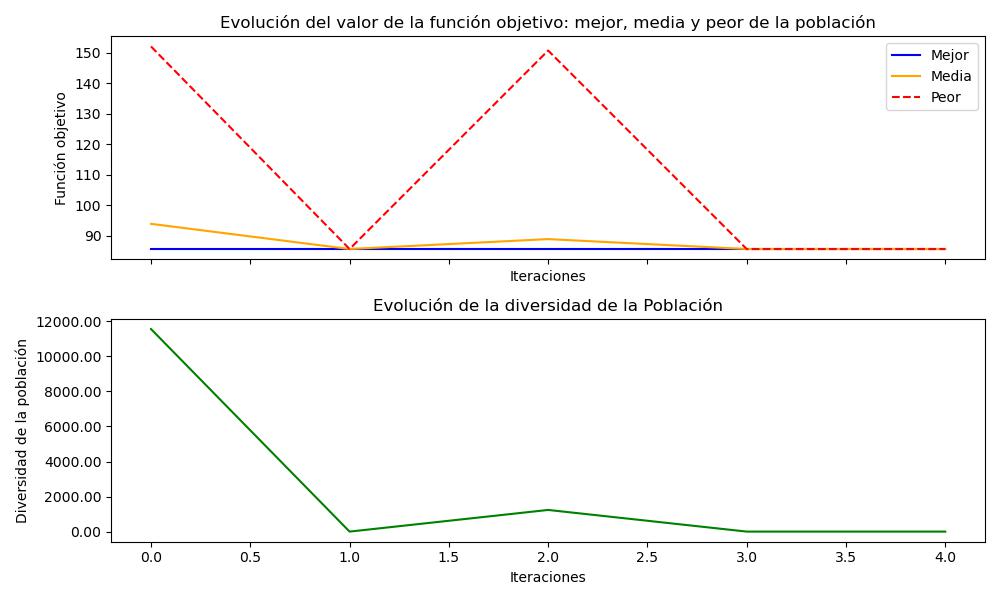 Evolución del valor de la función objetivo: mejor, media y peor de la población
Función objetivo
150
140
130
120
110
100
90
Mejor
Media
Peor
Iteraciones
Evolución de la diversidad de la Población
Diversidad de la población
12000.00
10000.00
8000.00
6000.00
4000.00
2000.00
0.00
0.0 0.5 1.0 1.5 2.0 2.5 3.0 3.5 4.0
Iteraciones